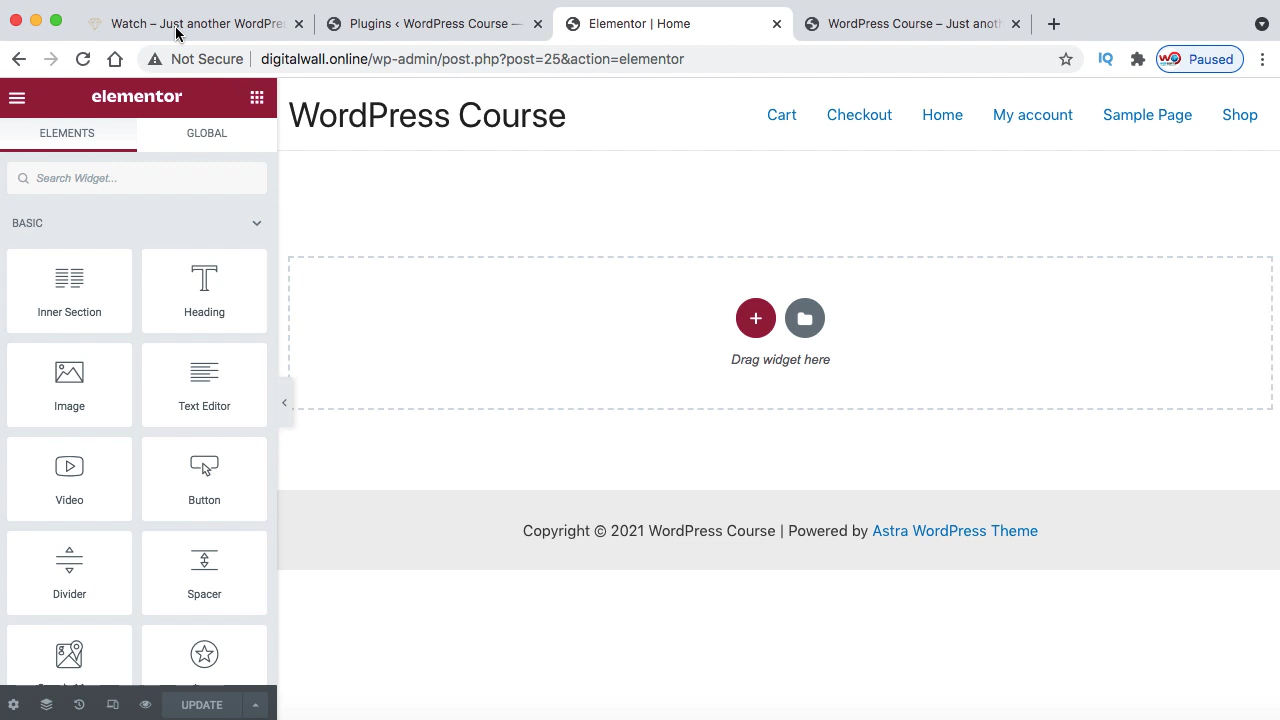 Watch – Just another WordPres
Plugins ‹ WordPress Course —
Elementor | Home
WordPress Course – Just anoth
Not Secure
digitalwall.online/wp-admin/post.php?post=25&action=elementor
IQ
Paused
elementor
ELEMENTS
GLOBAL
Search Widget...
BASIC
Inner Section
Heading
Image
Text Editor
Video
Button
Divider
Spacer
UPDATE
WordPress Course
Cart
Checkout
Home
My account
Sample Page
Shop
Drag widget here
Copyright © 2021 WordPress Course | Powered by Astra WordPress Theme